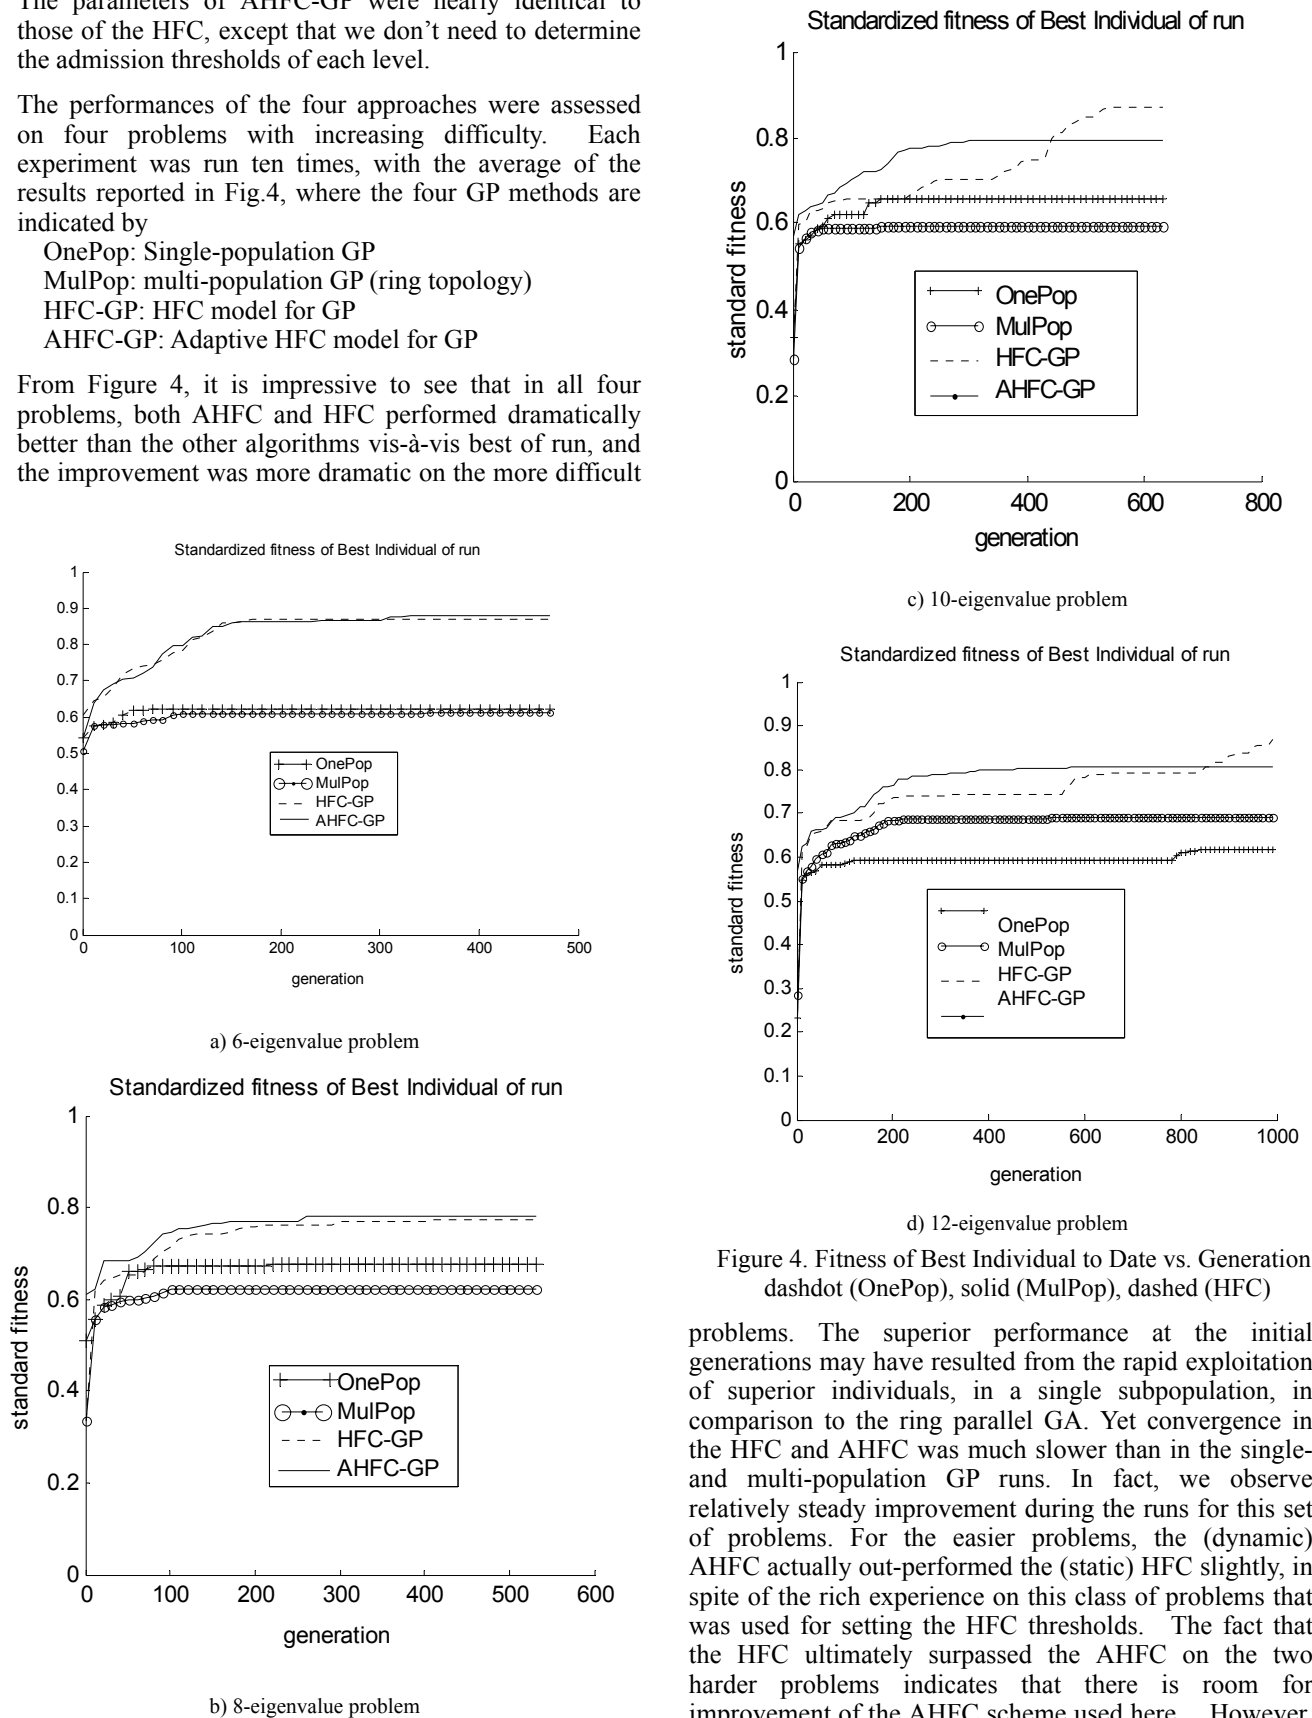 The parameters of AHFC-GP were nearly identical to
those of the HFC, except that we don't need to determine
the admission thresholds of each level.
The performances of the four approaches were assessed
on four problems with increasing difficulty. Each
experiment was run ten times, with the average of the
results reported in Fig.4, where the four GP methods are
indicated by
OnePop: Single-population GP
MulPop: multi-population GP (ring topology)
HFC-GP: HFC model for GP
AHFC-GP: Adaptive HFC model for GP
From Figure 4, it is impressive to see that in all four
problems, both AHFC and HFC performed dramatically
better than the other algorithms vis-à-vis best of run, and
the improvement was more dramatic on the more difficult
Standardized fitness of Best Individual of run
1
0.9
0.8
0.7
0.6
0.5
0.4
0.3
0.2
0.1
0
OnePop
MulPop
HFC-GP
AHFC-GP
0 100 200 300 400 500
generation
a) 6-eigenvalue problem
Standardized fitness of Best Individual of run
1
0.8
0.6
0.4
0.2
0
standard fitness
OnePop
MulPop
HFC-GP
AHFC-GP
0 100 200 300 400 500 600
generation
b) 8-eigenvalue problem
Standardized fitness of Best Individual of run
1
0.8
0.6
0.4
0.2
0
standard fitness
OnePop
MulPop
HFC-GP
AHFC-GP
0 200 400 600 800
generation
c) 10-eigenvalue problem
Standardized fitness of Best Individual of run
1
0.9
0.8
0.7
0.6
0.5
0.4
0.3
0.2
0.1
0
standard fitness
OnePop
MulPop
HFC-GP
AHFC-GP
0 200 400 600 800 1000
generation
d) 12-eigenvalue problem
Figure 4. Fitness of Best Individual to Date vs. Generation
dashdot (OnePop), solid (MulPop), dashed (HFC)
problems. The superior performance at the initial
generations may have resulted from the rapid exploitation
of superior individuals, in a single subpopulation, in
comparison to the ring parallel GA. Yet convergence in
the HFC and AHFC was much slower than in the single-
and multi-population GP runs. In fact, we observe
relatively steady improvement during the runs for this set
of problems. For the easier problems, the (dynamic)
AHFC actually out-performed the (static) HFC slightly, in
spite of the rich experience on this class of problems that
was used for setting the HFC thresholds. The fact that
the HFC ultimately surpassed the AHFC on the two
harder problems indicates that there is room for
improvement of the AHFC scheme used here. However,